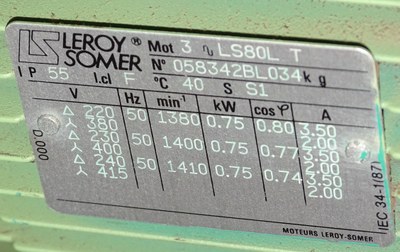 LS LEROY® SOMER Mot 3 ∿ LS80L T
N° 058342BL034 kg
IP 55 I.cl F °C 40 S S1
V Hz min⁻¹ kW cos φ A
Δ 220 50 1380 0.75 0.80 3.50
⅄ 380 2.00
Δ 230 50 1400 0.75 0.77 3.50
⅄ 400 2.00
Δ 240 50 1410 0.75 0.74 3.50
⅄ 415 2.00
000.0
IEC 34-1(87)
MOTEURS LEROY-SOMER